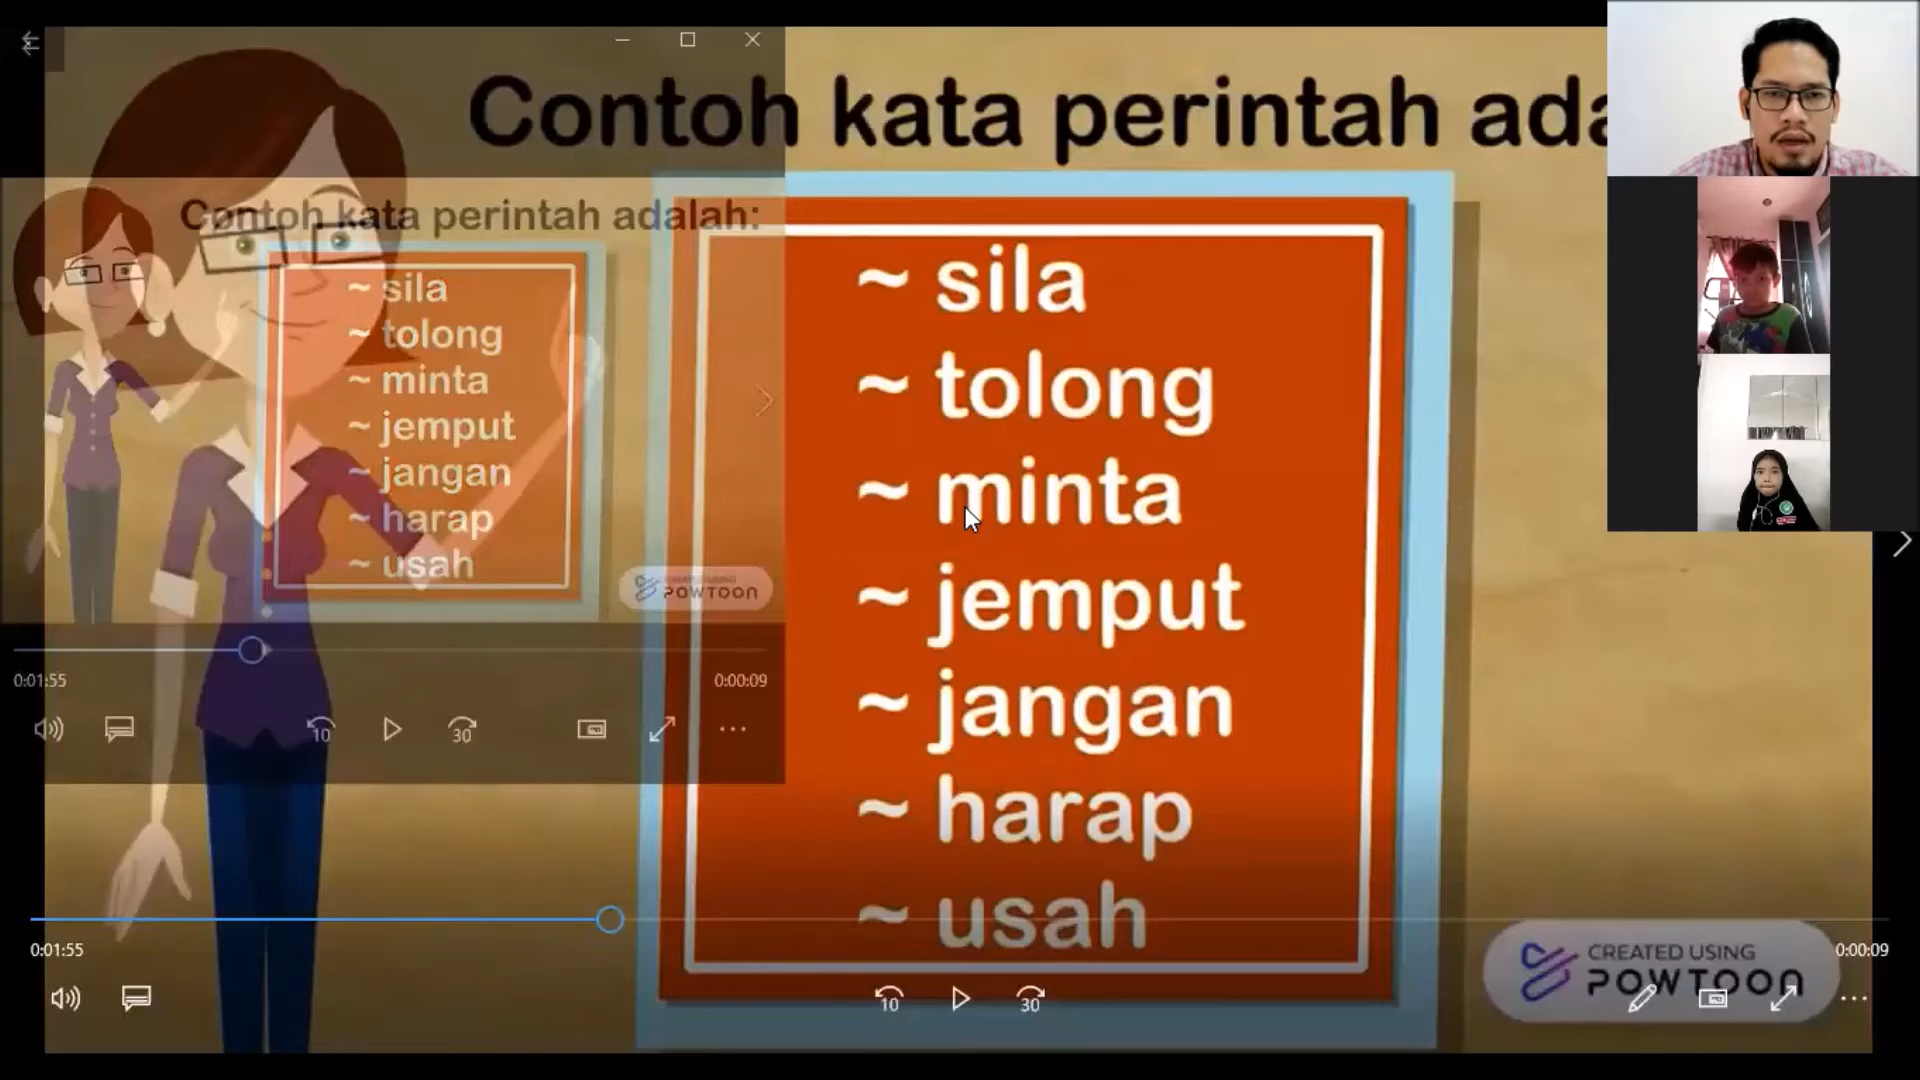 Contoh kata perintah ada
Contoh kata perintah adalah:
~ sila
~ tolong
~ minta
~ jemput
~ jangan
~ harap
~ usah
CREATED USING
POWTOON
0:01:55
0:00:09
10
30
~ sila
~ tolong
~ minta
~ jemput
~ jangan
~ harap
~ usah
0:01:55
0:00:09
10
30
CREATED USING
POWTOON